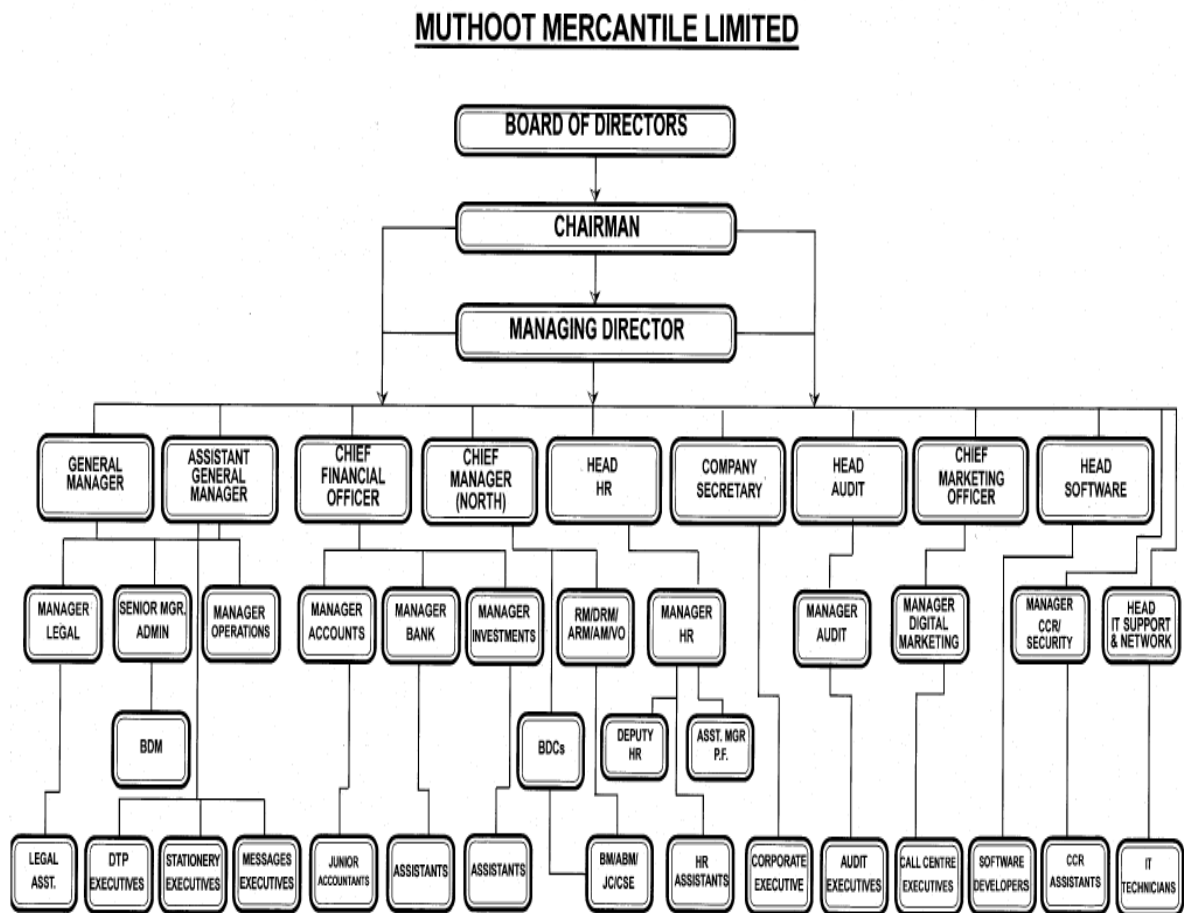 MUTHOOT MERCANTILE LIMITED
BOARD OF DIRECTORS
CHAIRMAN
MANAGING DIRECTOR
GENERAL
MANAGER
ASSISTANT
GENERAL
MANAGER
CHIEF
FINANCIAL
OFFICER
CHIEF
MANAGER
(NORTH)
HEAD
HR
COMPANY
SECRETARY
HEAD
AUDIT
CHIEF
MARKETING
OFFICER
HEAD
SOFTWARE
MANAGER
LEGAL
SENIOR MGR.
ADMIN
MANAGER
OPERATIONS
MANAGER
ACCOUNTS
MANAGER
BANK
MANAGER
INVESTMENTS
RM/DRM/
ARM/AM/VO
MANAGER
HR
MANAGER
AUDIT
MANAGER
DIGITAL
MARKETING
MANAGER
CCR/
SECURITY
HEAD
IT SUPPORT
& NETWORK
BDM
BDCs
DEPUTY
HR
ASST. MGR
P.F.
LEGAL
ASST.
DTP
EXECUTIVES
STATIONERY
EXECUTIVES
MESSAGES
EXECUTIVES
JUNIOR
ACCOUNTANTS
ASSISTANTS
ASSISTANTS
BM/ABM/
JC/CSE
HR
ASSISTANTS
CORPORATE
EXECUTIVE
AUDIT
EXECUTIVES
CALL CENTRE
EXECUTIVES
SOFTWARE
DEVELOPERS
CCR
ASSISTANTS
IT
TECHNICIANS